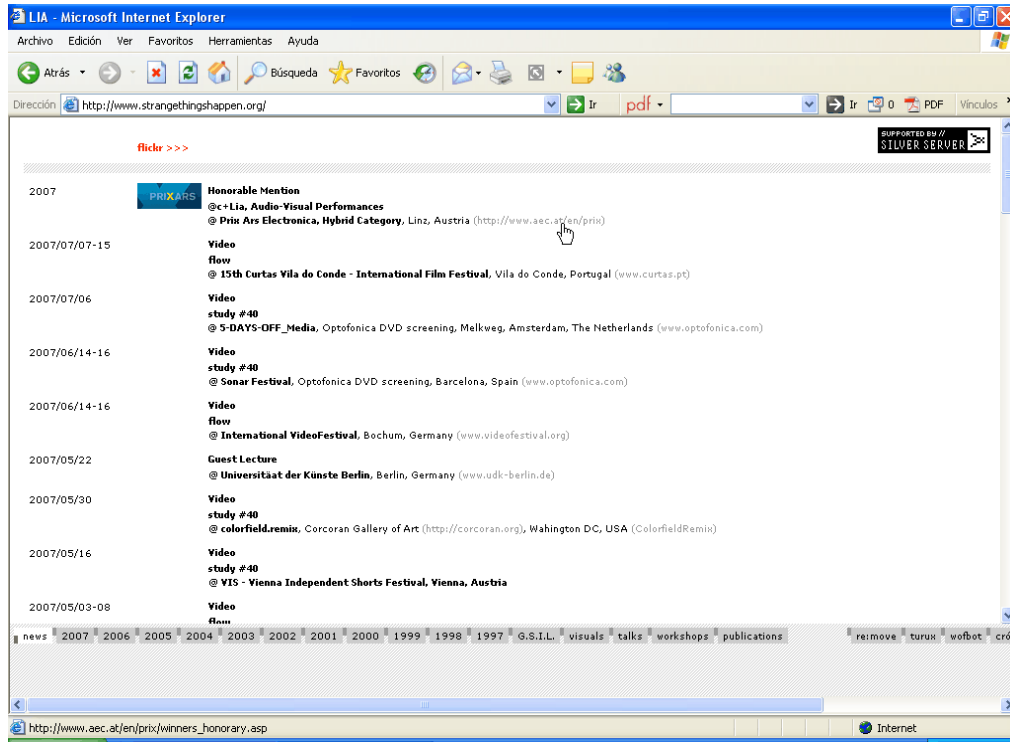 LIA - Microsoft Internet Explorer
Archivo Edición Ver Favoritos Herramientas Ayuda
Atrás Búsqueda Favoritos
Dirección http://www.strangethingshappen.org/ Ir pdf Ir 0 PDF Vínculos
SUPPORTED BY //
flickr >>> SILVER SERVER
2007 PRIXARS Honorable Mention
@c+Lia, Audio-Visual Performances
@ Prix Ars Electronica, Hybrid Category, Linz, Austria (http://www.aec.at/en/prix)
2007/07/07-15 Video
flow
@ 15th Curtas Vila do Conde - International Film Festival, Vila do Conde, Portugal (www.curtas.pt)
2007/07/06 Video
study #40
@ 5-DAYS-OFF_Media, Optofonica DVD screening, Melkweg, Amsterdam, The Netherlands (www.optofonica.com)
2007/06/14-16 Video
study #40
@ Sonar Festival, Optofonica DVD screening, Barcelona, Spain (www.optofonica.com)
2007/06/14-16 Video
flow
@ International VideoFestival, Bochum, Germany (www.videofestival.org)
2007/05/22 Guest Lecture
@ Universitäat der Künste Berlin, Berlin, Germany (www.udk-berlin.de)
2007/05/30 Video
study #40
@ colorfield.remix, Corcoran Gallery of Art (http://corcoran.org), Wahington DC, USA (ColorfieldRemix)
2007/05/16 Video
study #40
@ VIS - Vienna Independent Shorts Festival, Vienna, Austria
2007/05/03-08 Video
flow
news 2007 2006 2005 2004 2003 2002 2001 2000 1999 1998 1997 G.S.I.L. visuals talks workshops publications re:move turux wofbot cró
http://www.aec.at/en/prix/winners_honorary.asp Internet